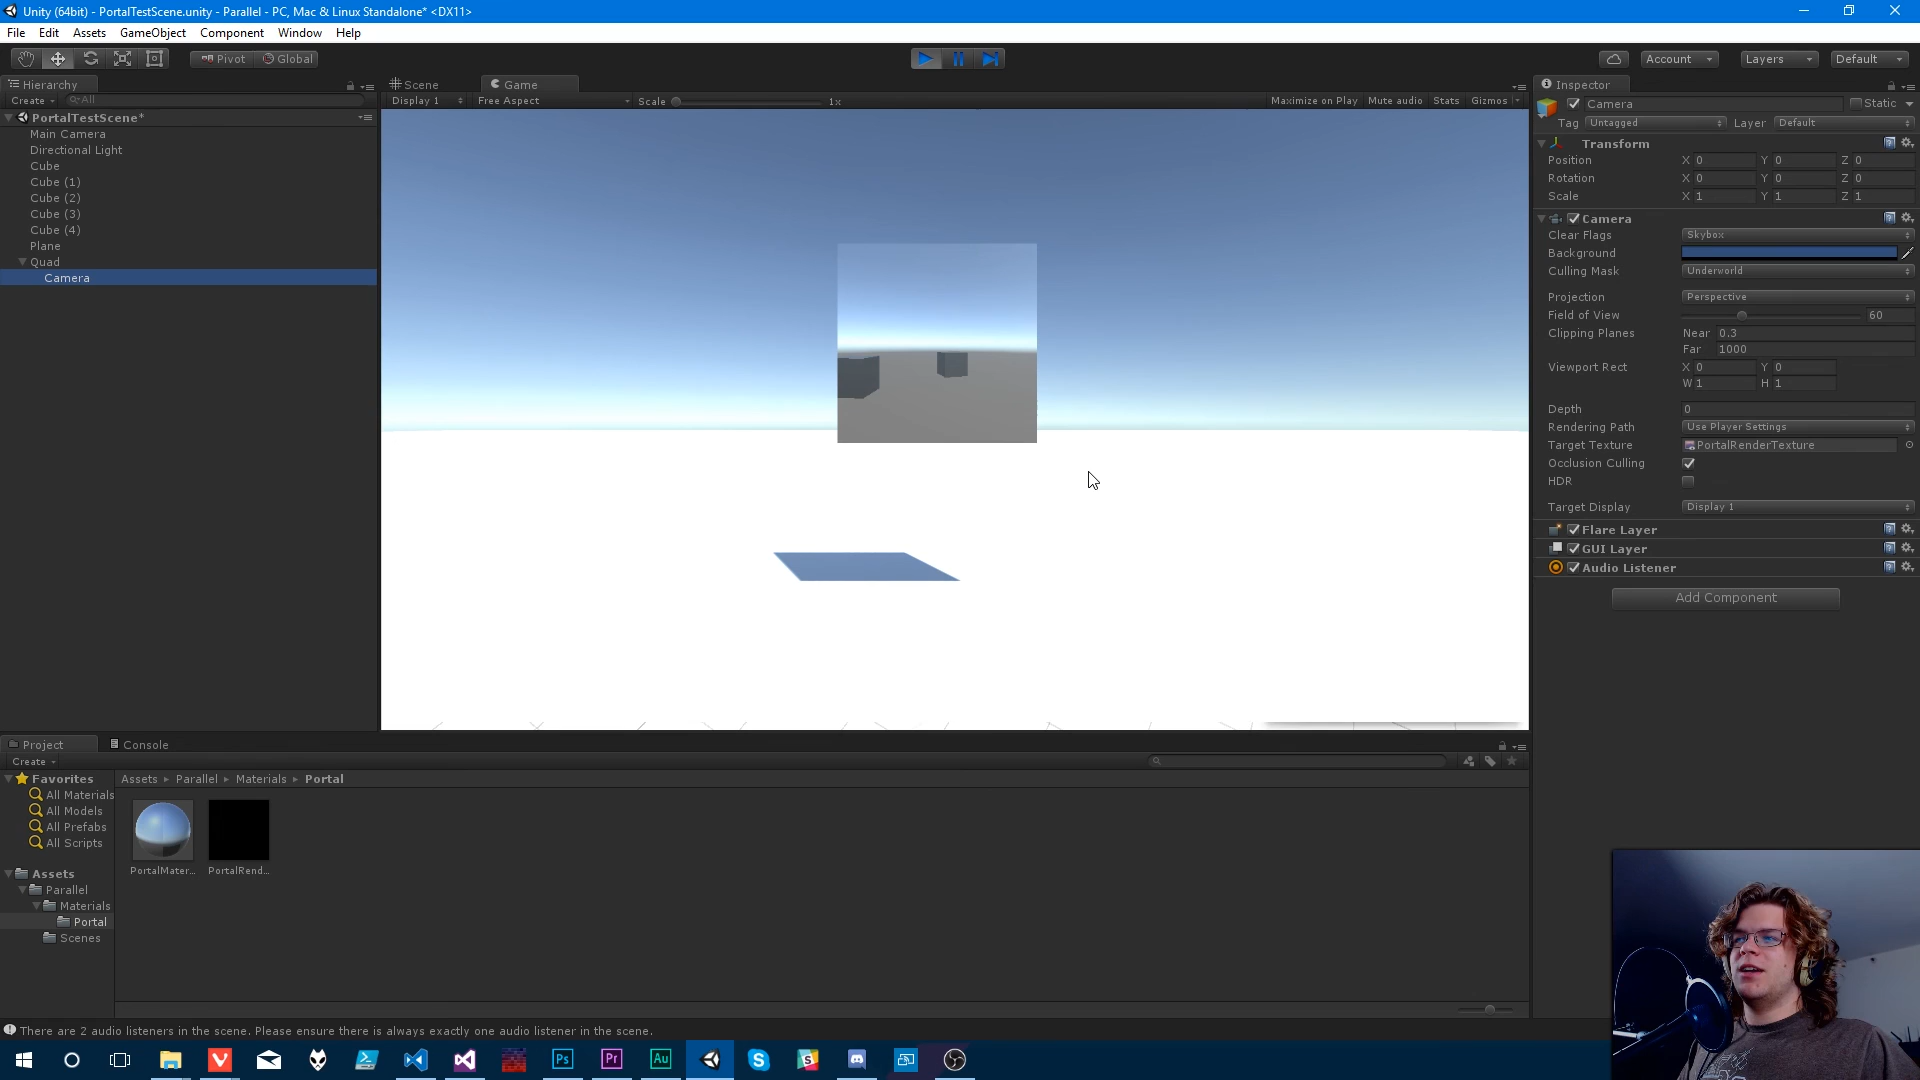 Unity (64bit) - PortalTestScene.unity - Parallel - PC, Mac & Linux Standalone* <DX11>
File Edit Assets GameObject Component Window Help
Pivot Global Account Layers Default
Hierarchy
Create All
PortalTestScene*
Main Camera
Directional Light
Cube
Cube (1)
Cube (2)
Cube (3)
Cube (4)
Plane
Quad
Camera
Scene Game
Display 1 Free Aspect Scale 1x Maximize on Play Mute audio Stats Gizmos
Inspector
Camera Static
Tag Untagged Layer Default
Transform
Position X 0 Y 0 Z 0
Rotation X 0 Y 0 Z 0
Scale X 1 Y 1 Z 1
Camera
Clear Flags Skybox
Background
Culling Mask Underworld
Projection Perspective
Field of View 60
Clipping Planes Near 0.3
Far 1000
Viewport Rect X 0 Y 0
W 1 H 1
Depth 0
Rendering Path Use Player Settings
Target Texture PortalRenderTexture
Occlusion Culling
HDR
Target Display Display 1
Flare Layer
GUI Layer
Audio Listener
Add Component
Project Console
Create
Favorites
All Materials
All Models
All Prefabs
All Scripts
Assets
Parallel
Materials
Portal
Scenes
Assets Parallel Materials Portal
PortalMater... PortalRend...
There are 2 audio listeners in the scene. Please ensure there is always exactly one audio listener in the scene.
Ps Pr Au